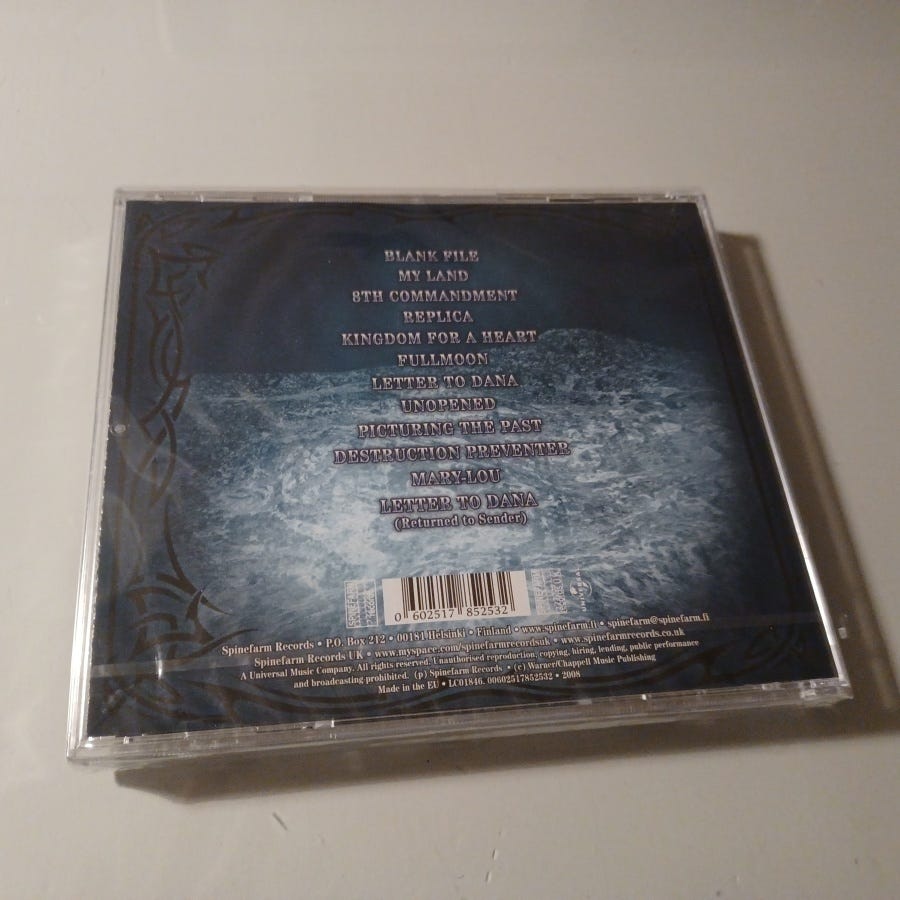 BLANK FILE
MY LAND
8TH COMMANDMENT
REPLICA
KINGDOM FOR A HEART
FULLMOON
LETTER TO DANA
UNOPENED
PICTURING THE PAST
DESTRUCTION PREVENTER
MARY-LOU
LETTER TO DANA
(Returned to Sender)
SPINEFARM
0 602517 852532
SPINEFARM
UNIVERSAL
Spinefarm Records • P.O. Box 212 • 00181 Helsinki • Finland • www.spinefarm.fi • spinefarm@spinefarm.fi
Spinefarm Records UK • www.myspace.com/spinefarmrecordsuk • www.spinefarmrecords.co.uk
A Universal Music Company. All rights reserved. Unauthorised reproduction, copying, hiring, lending, public performance
and broadcasting prohibited. (p) Spinefarm Records • (c) Warner/Chappell Music Publishing
Made in the EU • LC01846. 00602517852532 • 2008